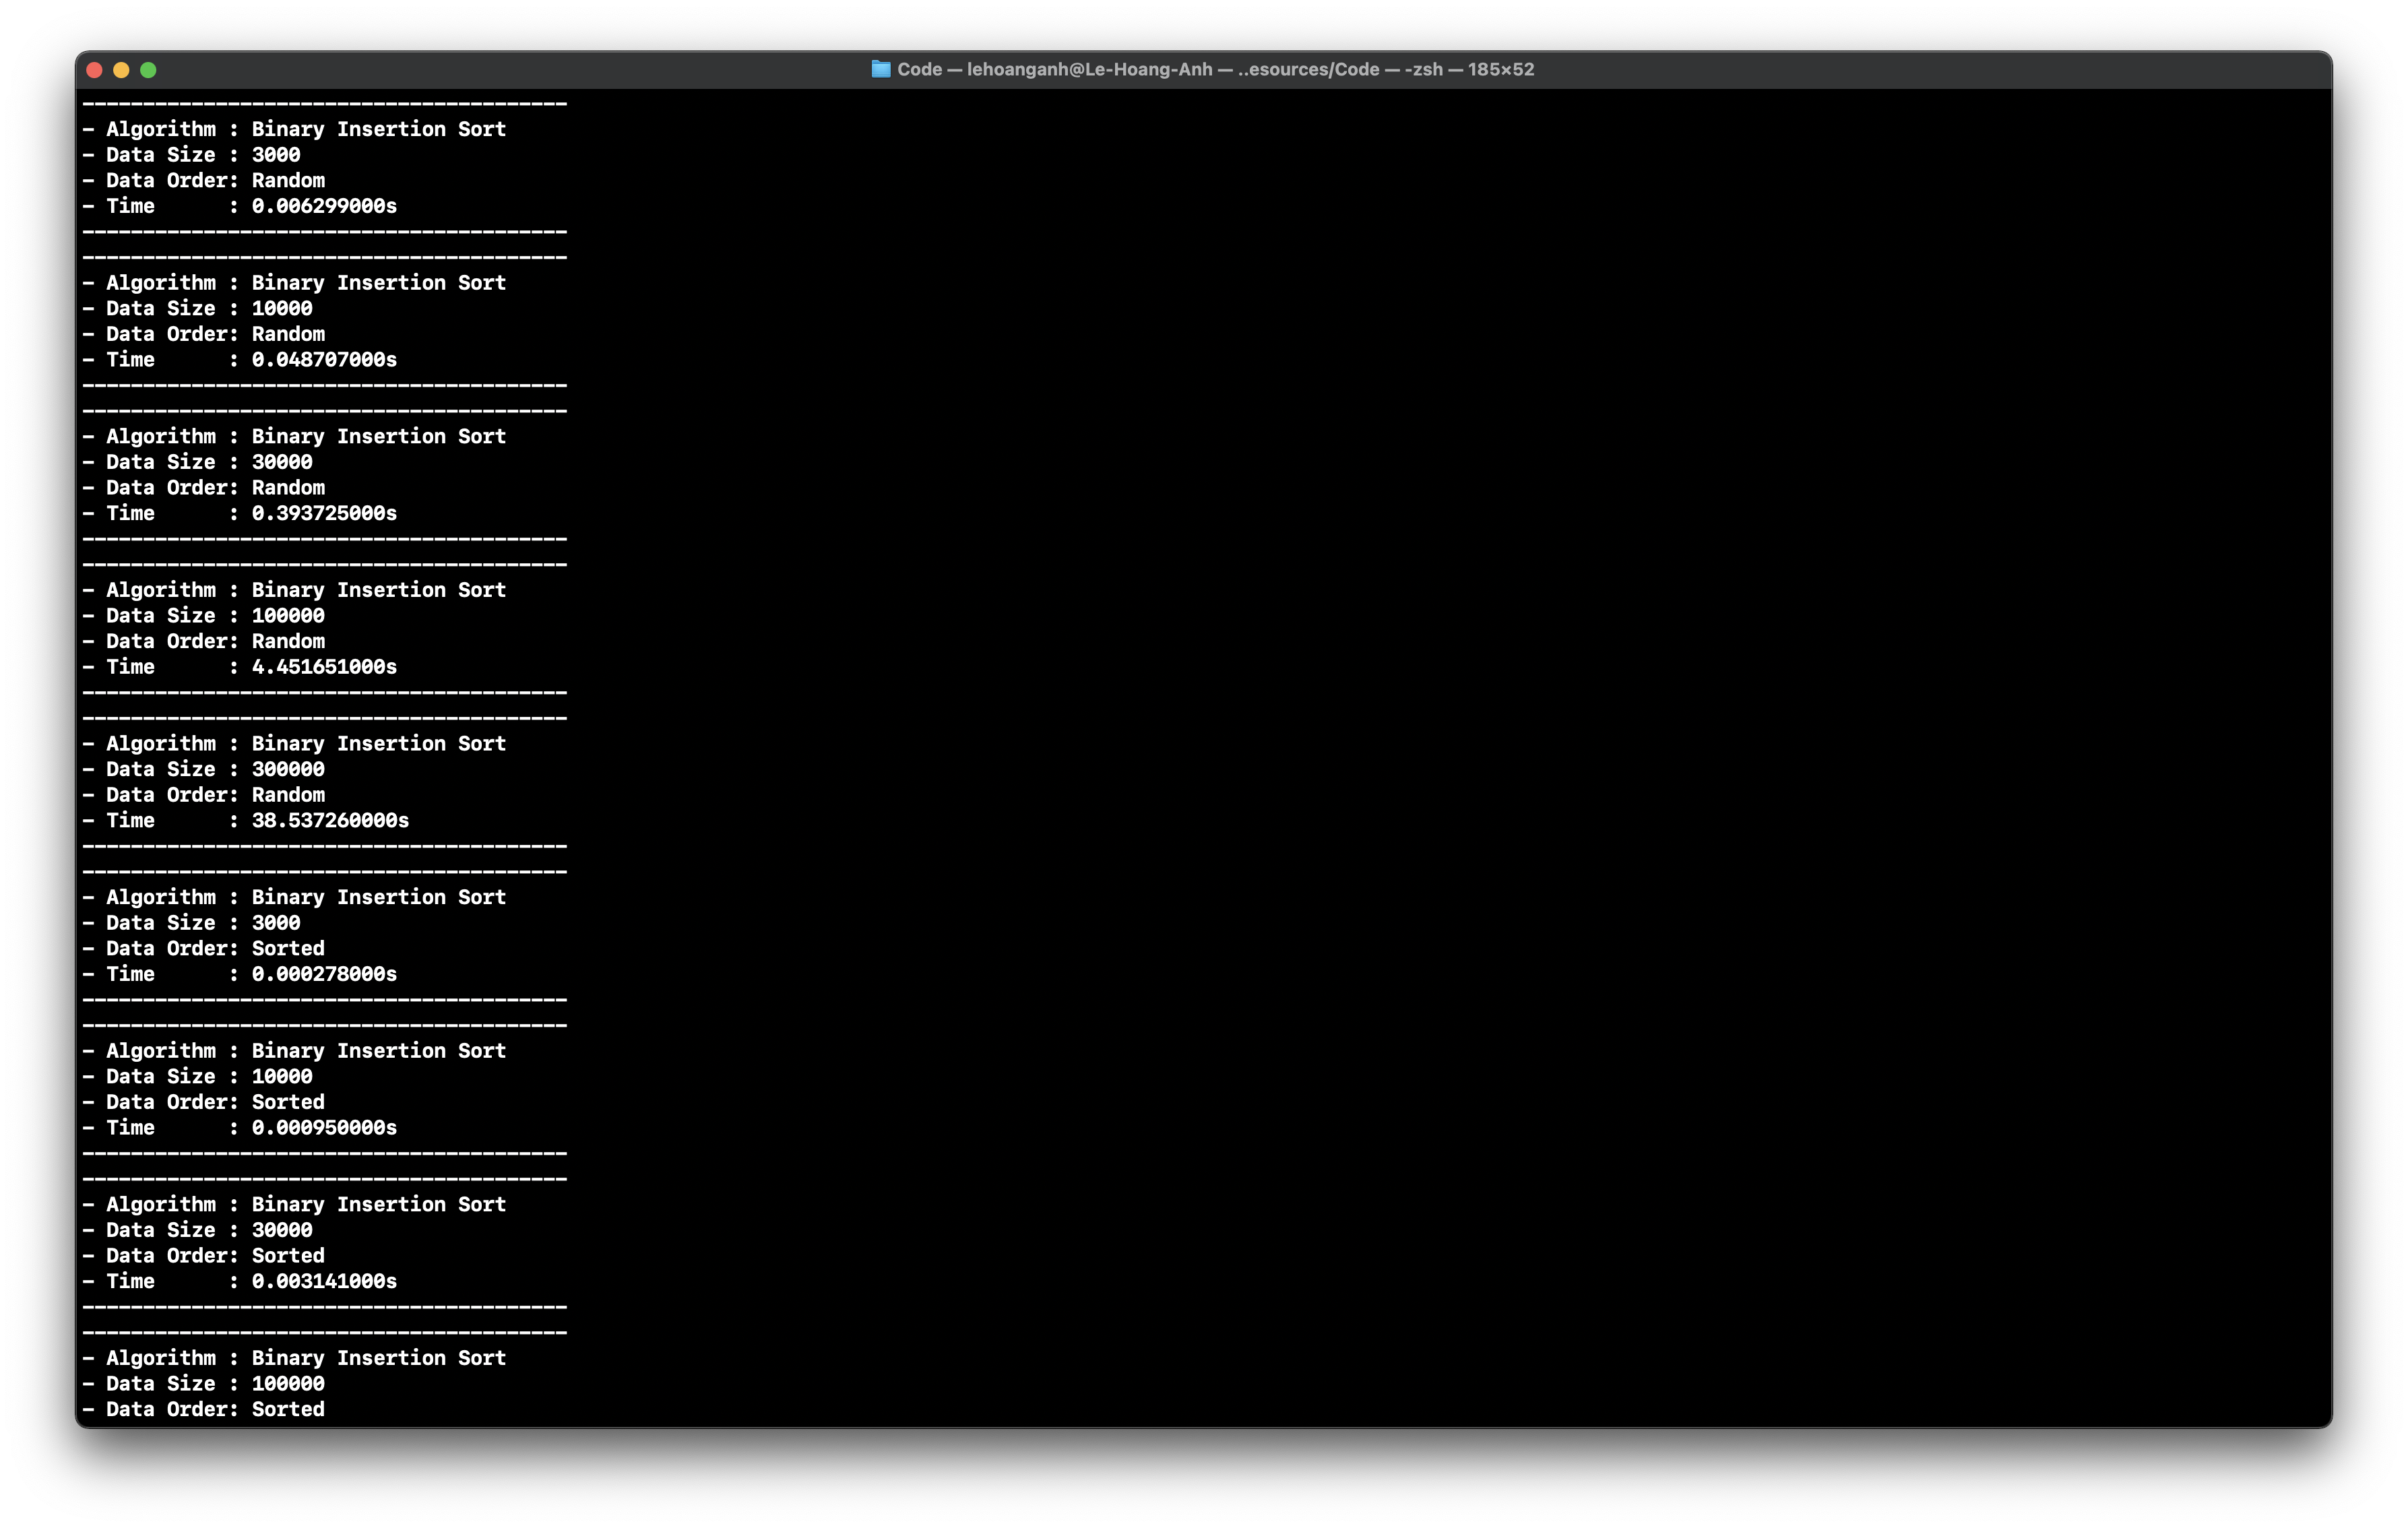 Code — lehoanganh@Le-Hoang-Anh — ..esources/Code — -zsh — 185×52
----------------------------------------
- Algorithm : Binary Insertion Sort
- Data Size : 3000
- Data Order: Random
- Time      : 0.006299000s
----------------------------------------
----------------------------------------
- Algorithm : Binary Insertion Sort
- Data Size : 10000
- Data Order: Random
- Time      : 0.048707000s
----------------------------------------
----------------------------------------
- Algorithm : Binary Insertion Sort
- Data Size : 30000
- Data Order: Random
- Time      : 0.393725000s
----------------------------------------
----------------------------------------
- Algorithm : Binary Insertion Sort
- Data Size : 100000
- Data Order: Random
- Time      : 4.451651000s
----------------------------------------
----------------------------------------
- Algorithm : Binary Insertion Sort
- Data Size : 300000
- Data Order: Random
- Time      : 38.537260000s
----------------------------------------
----------------------------------------
- Algorithm : Binary Insertion Sort
- Data Size : 3000
- Data Order: Sorted
- Time      : 0.000278000s
----------------------------------------
----------------------------------------
- Algorithm : Binary Insertion Sort
- Data Size : 10000
- Data Order: Sorted
- Time      : 0.000950000s
----------------------------------------
----------------------------------------
- Algorithm : Binary Insertion Sort
- Data Size : 30000
- Data Order: Sorted
- Time      : 0.003141000s
----------------------------------------
----------------------------------------
- Algorithm : Binary Insertion Sort
- Data Size : 100000
- Data Order: Sorted